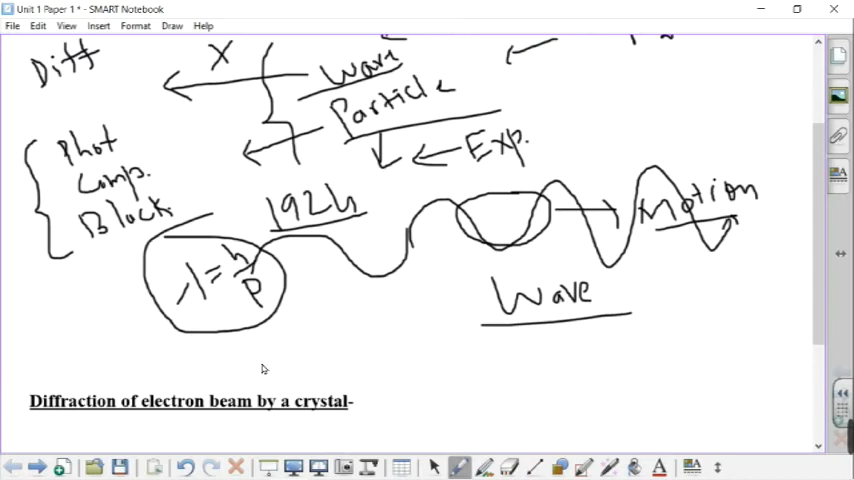 Unit 1 Paper 1 * - SMART Notebook
File Edit View Insert Format Draw Help
Diff X Wave
Particle
Exp.
Phot
Comp.
Black
1924
Motion
λ = h/p
Wave
Diffraction of electron beam by a crystal-